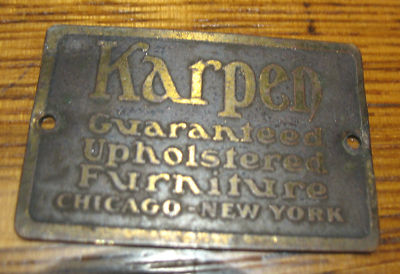 Karpen
Guaranteed
Upholstered
Furniture
CHICAGO-NEW YORK